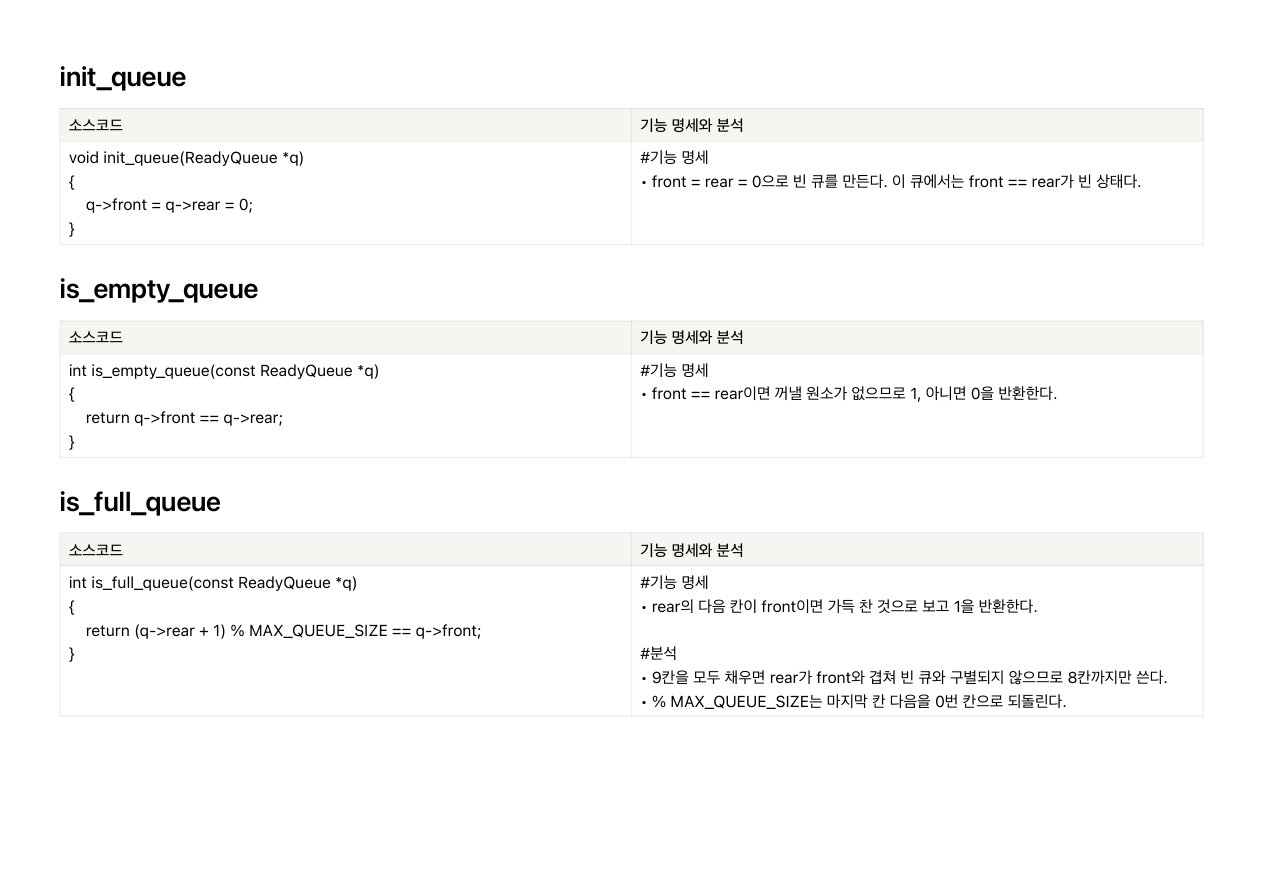 init_queue
소스코드
기능 명세와 분석
void init_queue(ReadyQueue *q)
{
    q->front = q->rear = 0;
}
#기능 명세
• front = rear = 0으로 빈 큐를 만든다. 이 큐에서는 front == rear가 빈 상태다.
is_empty_queue
소스코드
기능 명세와 분석
int is_empty_queue(const ReadyQueue *q)
{
    return q->front == q->rear;
}
#기능 명세
• front == rear이면 꺼낼 원소가 없으므로 1, 아니면 0을 반환한다.
is_full_queue
소스코드
기능 명세와 분석
int is_full_queue(const ReadyQueue *q)
{
    return (q->rear + 1) % MAX_QUEUE_SIZE == q->front;
}
#기능 명세
• rear의 다음 칸이 front이면 가득 찬 것으로 보고 1을 반환한다.
#분석
• 9칸을 모두 채우면 rear가 front와 겹쳐 빈 큐와 구별되지 않으므로 8칸까지만 쓴다.
• % MAX_QUEUE_SIZE는 마지막 칸 다음을 0번 칸으로 되돌린다.